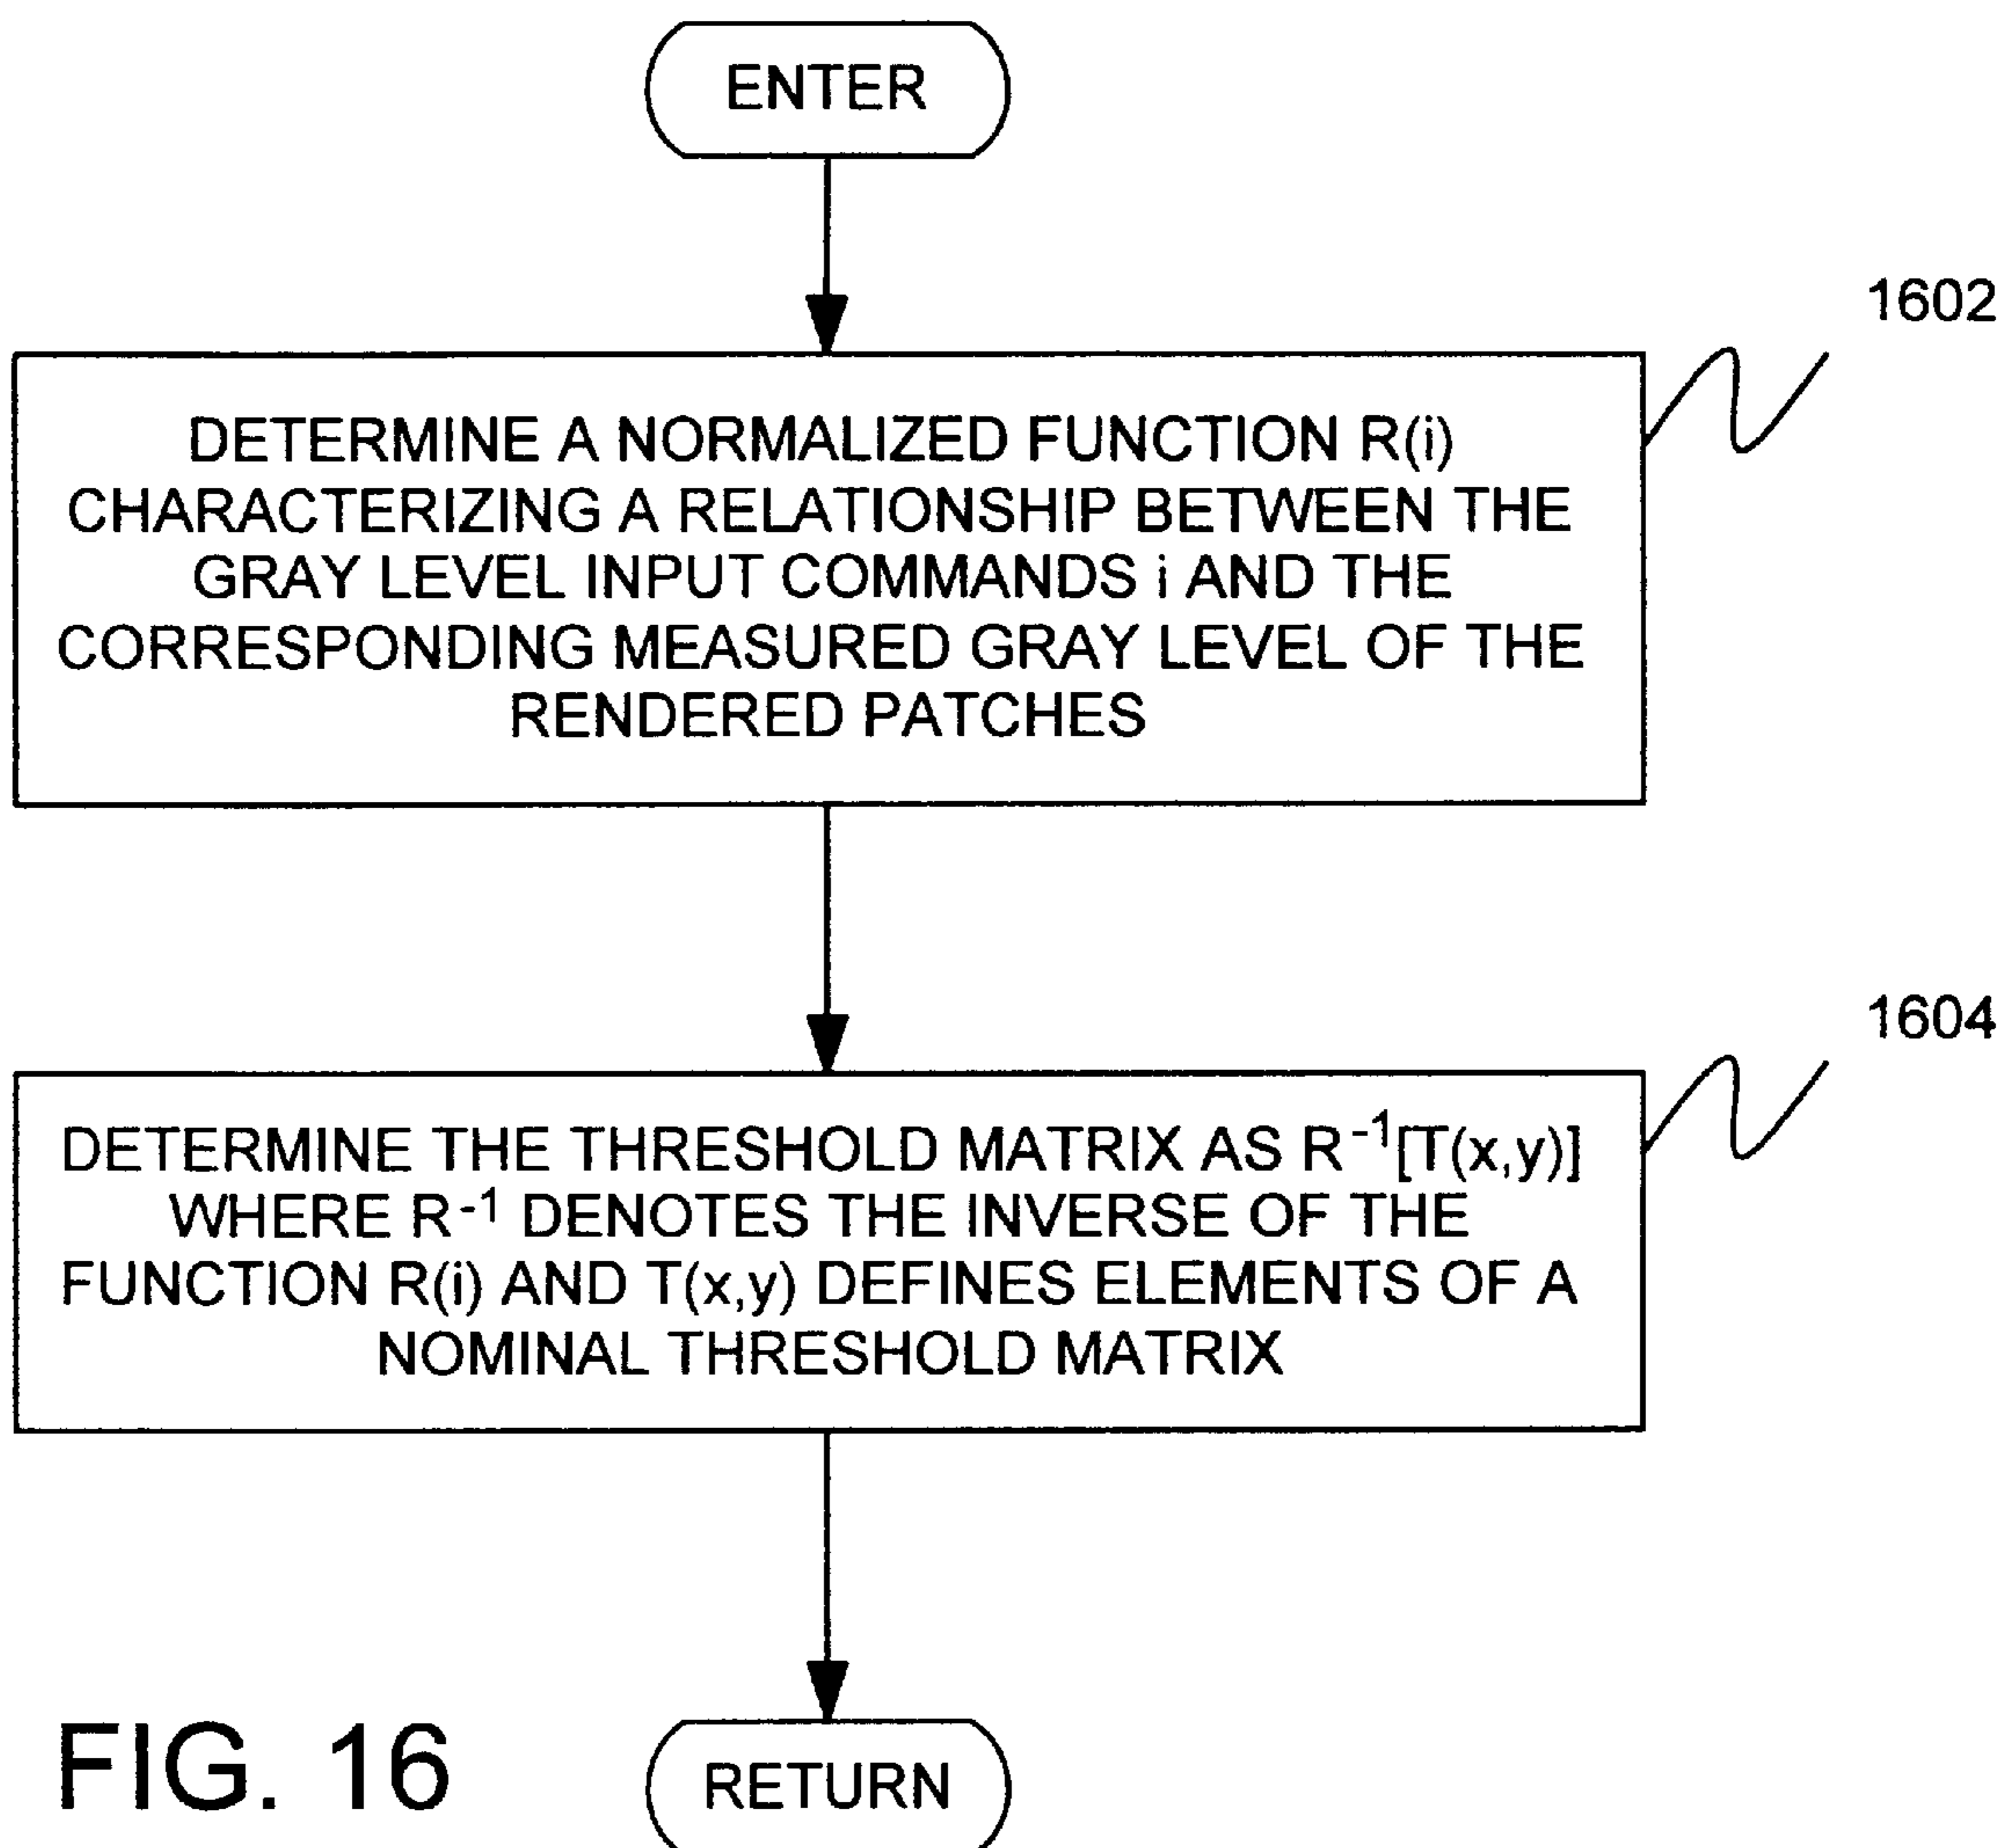 ENTER
1602
DETERMINE A NORMALIZED FUNCTION R(i)
CHARACTERIZING A RELATIONSHIP BETWEEN THE
GRAY LEVEL INPUT COMMANDS i AND THE
CORRESPONDING MEASURED GRAY LEVEL OF THE
RENDERED PATCHES
1604
DETERMINE THE THRESHOLD MATRIX AS R⁻¹[T(x,y)]
WHERE R⁻¹ DENOTES THE INVERSE OF THE
FUNCTION R(i) AND T(x,y) DEFINES ELEMENTS OF A
NOMINAL THRESHOLD MATRIX
FIG. 16
RETURN